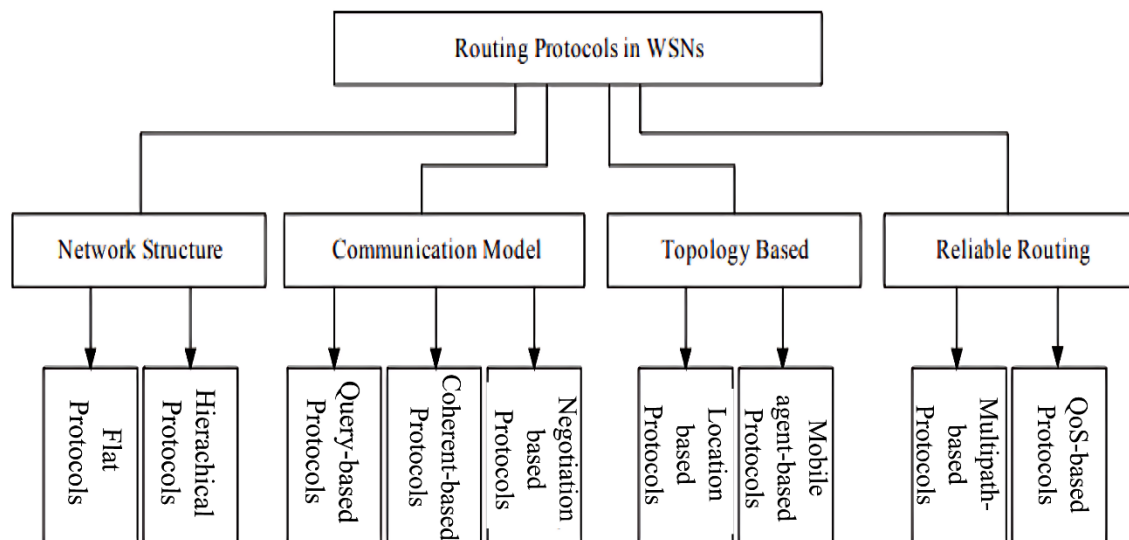 Routing Protocols in WSNs
Network Structure
Communication Model
Topology Based
Reliable Routing
Flat
Protocols
Hierachical
Protocols
Query-based
Protocols
Coherent-based
Protocols
Negotiation
based
Protocols
Location
based
Protocols
Mobile
agent-based
Protocols
Multipath-
based
Protocols
QoS-based
Protocols